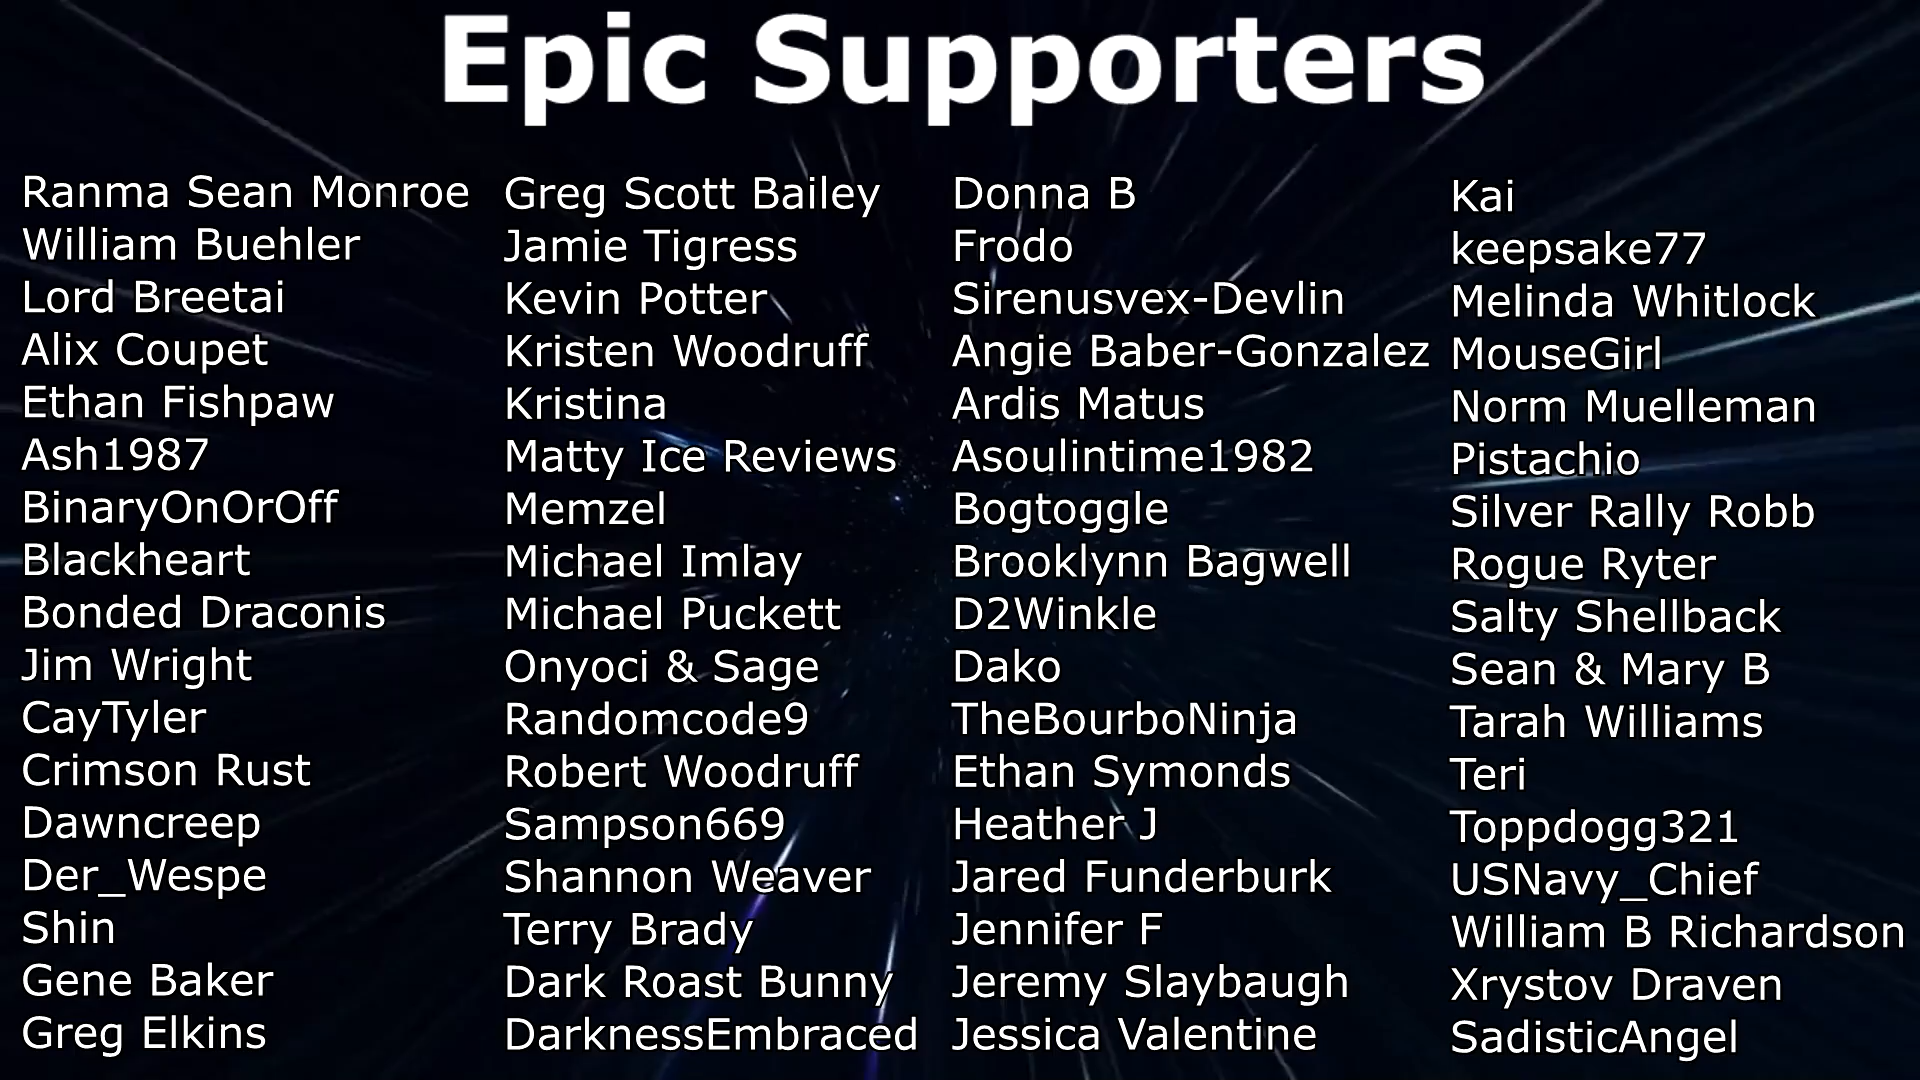 Epic Supporters
Ranma Sean Monroe
William Buehler
Lord Breetai
Alix Coupet
Ethan Fishpaw
Ash1987
BinaryOnOrOff
Blackheart
Bonded Draconis
Jim Wright
CayTyler
Crimson Rust
Dawncreep
Der_Wespe
Shin
Gene Baker
Greg Elkins
Greg Scott Bailey
Jamie Tigress
Kevin Potter
Kristen Woodruff
Kristina
Matty Ice Reviews
Memzel
Michael Imlay
Michael Puckett
Onyoci & Sage
Randomcode9
Robert Woodruff
Sampson669
Shannon Weaver
Terry Brady
Dark Roast Bunny
DarknessEmbraced
Donna B
Frodo
Sirenusvex-Devlin
Angie Baber-Gonzalez
Ardis Matus
Asoulintime1982
Bogtoggle
Brooklynn Bagwell
D2Winkle
Dako
TheBourboNinja
Ethan Symonds
Heather J
Jared Funderburk
Jennifer F
Jeremy Slaybaugh
Jessica Valentine
Kai
keepsake77
Melinda Whitlock
MouseGirl
Norm Muelleman
Pistachio
Silver Rally Robb
Rogue Ryter
Salty Shellback
Sean & Mary B
Tarah Williams
Teri
Toppdogg321
USNavy_Chief
William B Richardson
Xrystov Draven
SadisticAngel